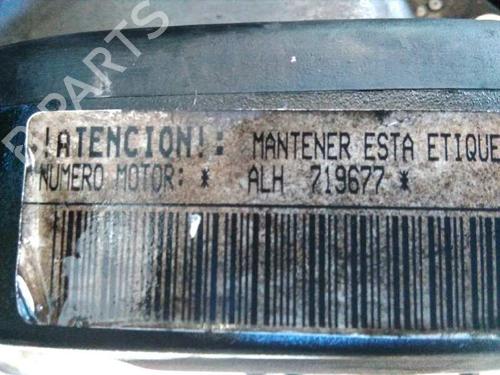 B-PARTS
!ATENCION!: MANTENER ESTA ETIQUE
NUMERO MOTOR: * ALH 719677 *